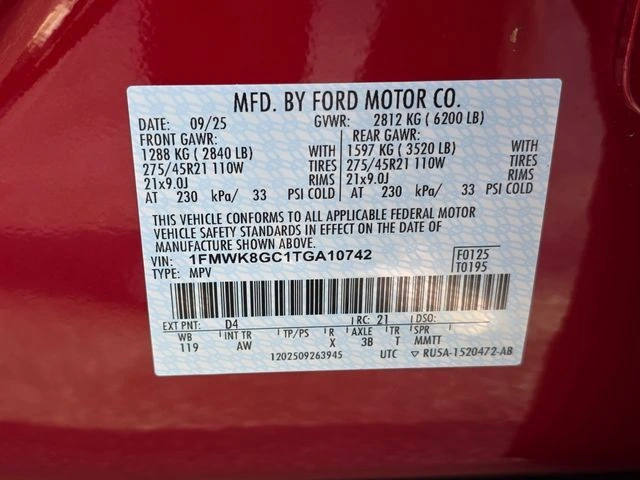 MFD. BY FORD MOTOR CO.
DATE: 09/25 GVWR: 2812 KG ( 6200 LB)
FRONT GAWR: REAR GAWR:
1288 KG ( 2840 LB) WITH 1597 KG ( 3520 LB) WITH
275/45R21 110W TIRES 275/45R21 110W TIRES
21x9.0J RIMS 21x9.0J RIMS
AT 230 kPa/ 33 PSI COLD AT 230 kPa/ 33 PSI COLD
THIS VEHICLE CONFORMS TO ALL APPLICABLE FEDERAL MOTOR
VEHICLE SAFETY STANDARDS IN EFFECT ON THE DATE OF
MANUFACTURE SHOWN ABOVE.
VIN: 1FMWK8GC1TGA10742 F0125
TYPE: MPV T0195
EXT PNT: D4 RC: 21 DSO:
WB INT TR TP/PS R AXLE TR SPR
119 AW X 3B T MMTT
1202509263945 UTC ▽ RU5A-1520472-AB